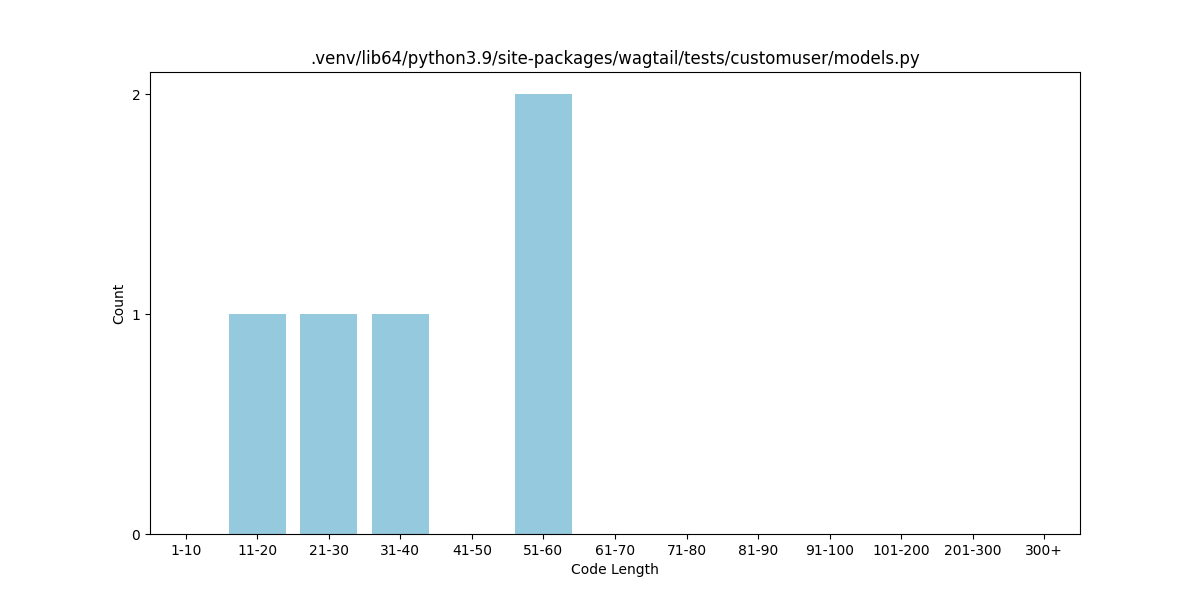 .venv/lib64/python3.9/site-packages/wagtail/tests/customuser/models.py
2
1
0
Count
1-10 11-20 21-30 31-40 41-50 51-60 61-70 71-80 81-90 91-100 101-200 201-300 300+
Code Length